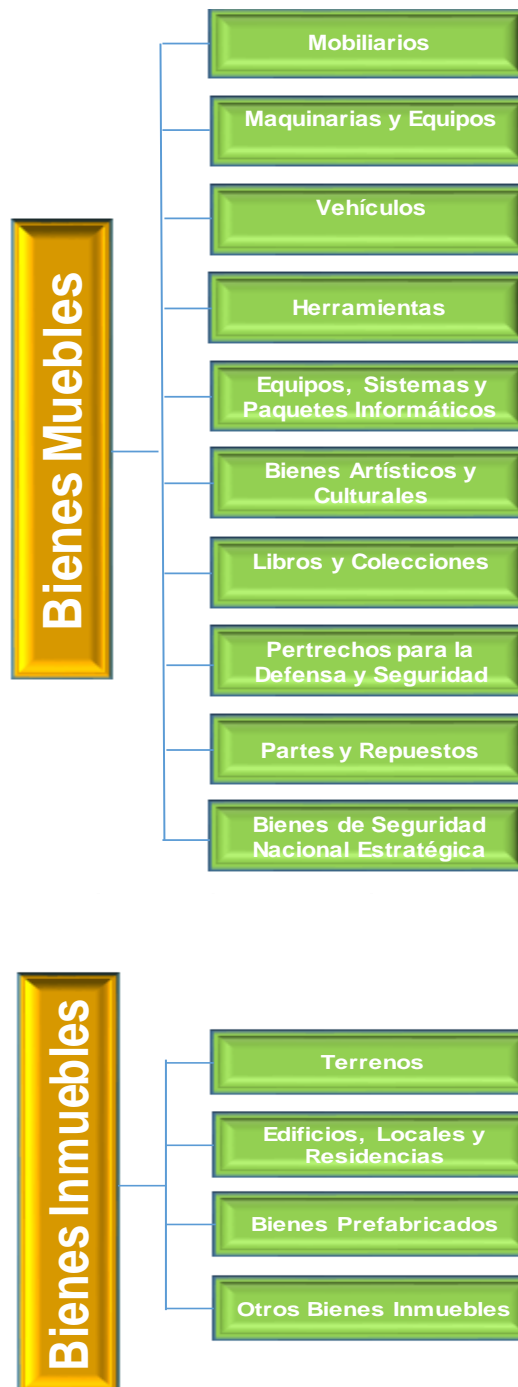 Bienes Muebles
Mobiliarios
Maquinarias y Equipos
Vehículos
Herramientas
Equipos, Sistemas y
Paquetes Informáticos
Bienes Artísticos y
Culturales
Libros y Colecciones
Pertrechos para la
Defensa y Seguridad
Partes y Repuestos
Bienes de Seguridad
Nacional Estratégica
Bienes Inmuebles
Terrenos
Edificios, Locales y
Residencias
Bienes Prefabricados
Otros Bienes Inmuebles